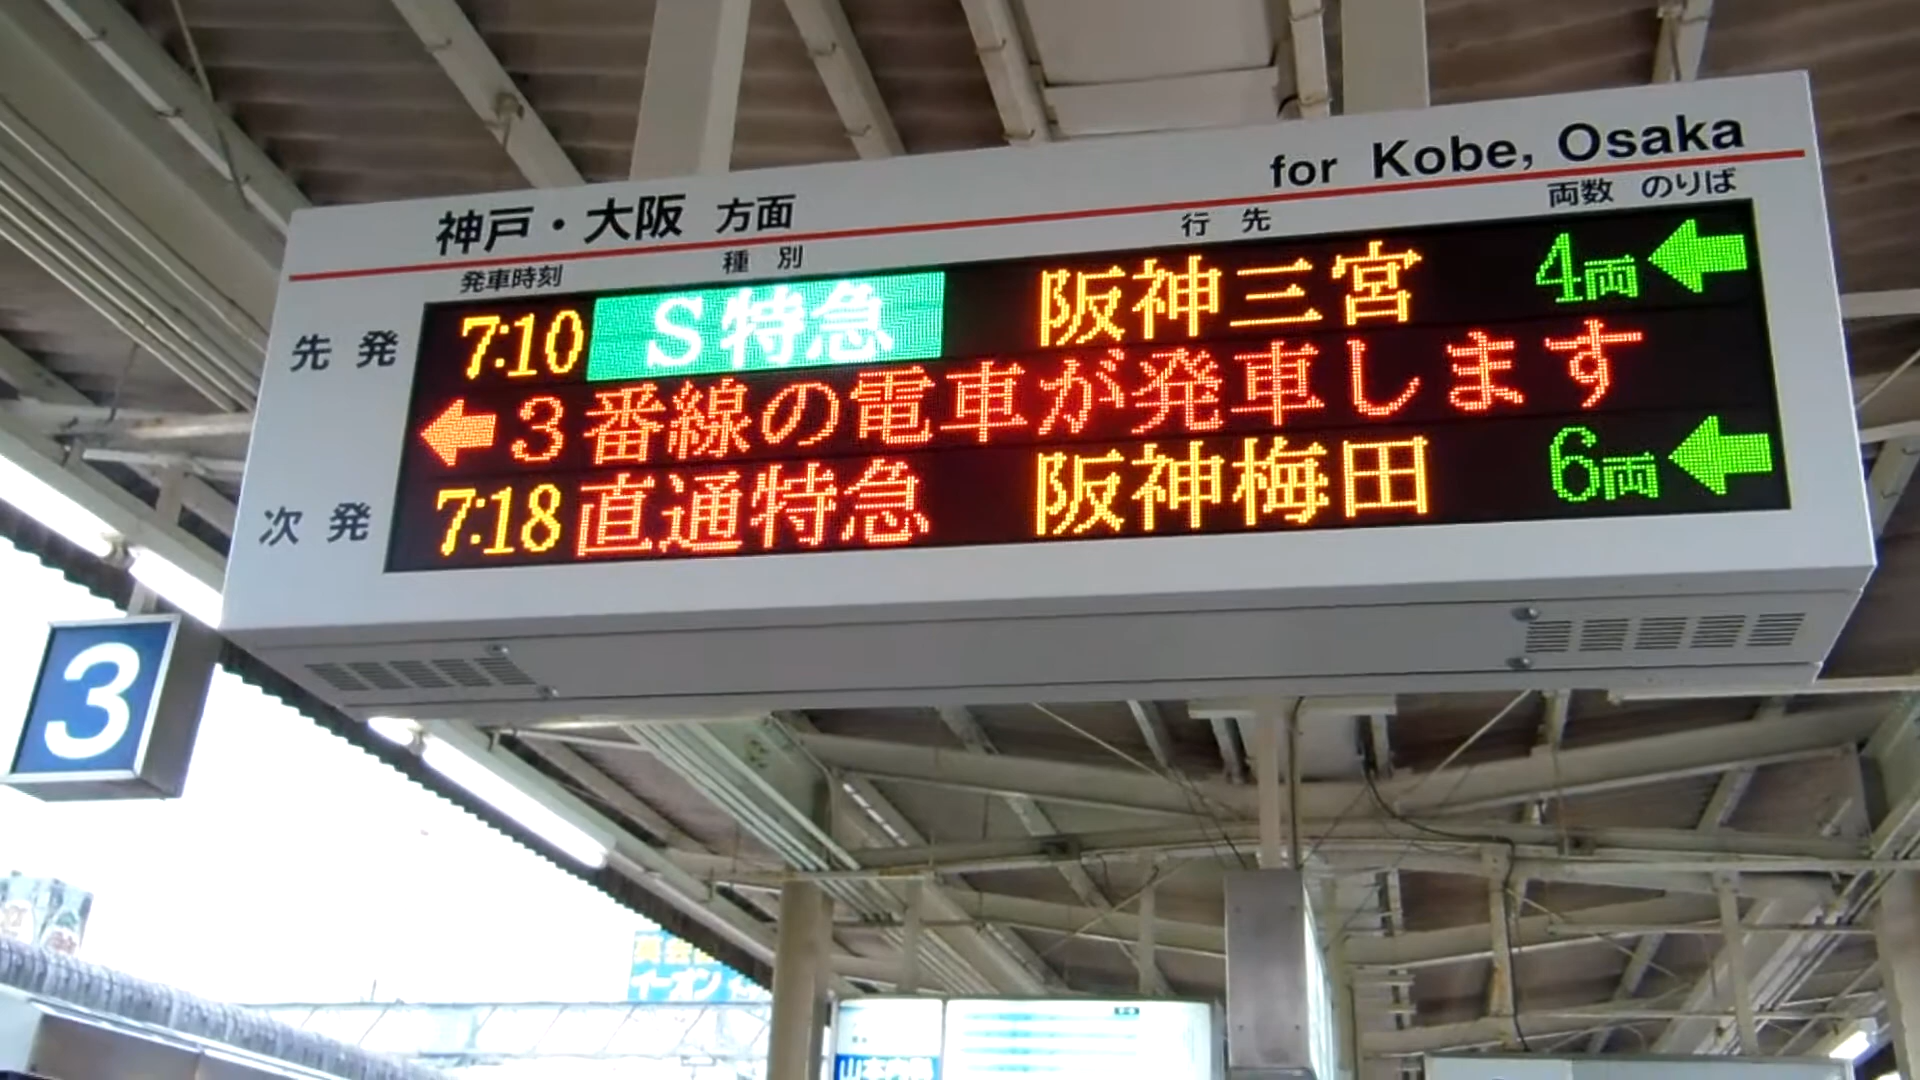 神戸・大阪 方面
for Kobe, Osaka
発車時刻 種別 行先 両数 のりば
先発 7:10 S特急 阪神三宮 4両 ←
← 3番線の電車が発車します
次発 7:18 直通特急 阪神梅田 6両 ←
3